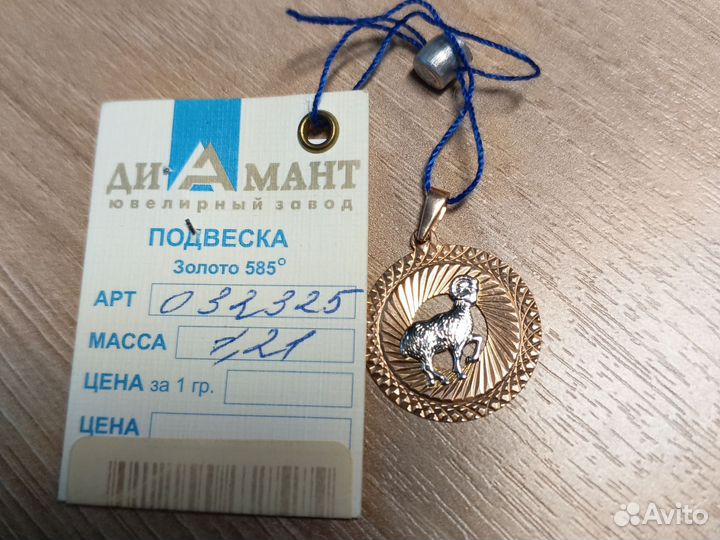 ДИАМАНТ
ювелирный завод
ПОДВЕСКА
Золото 585°
АРТ 032325
МАССА 1,21
ЦЕНА за 1 гр.
ЦЕНА
Avito